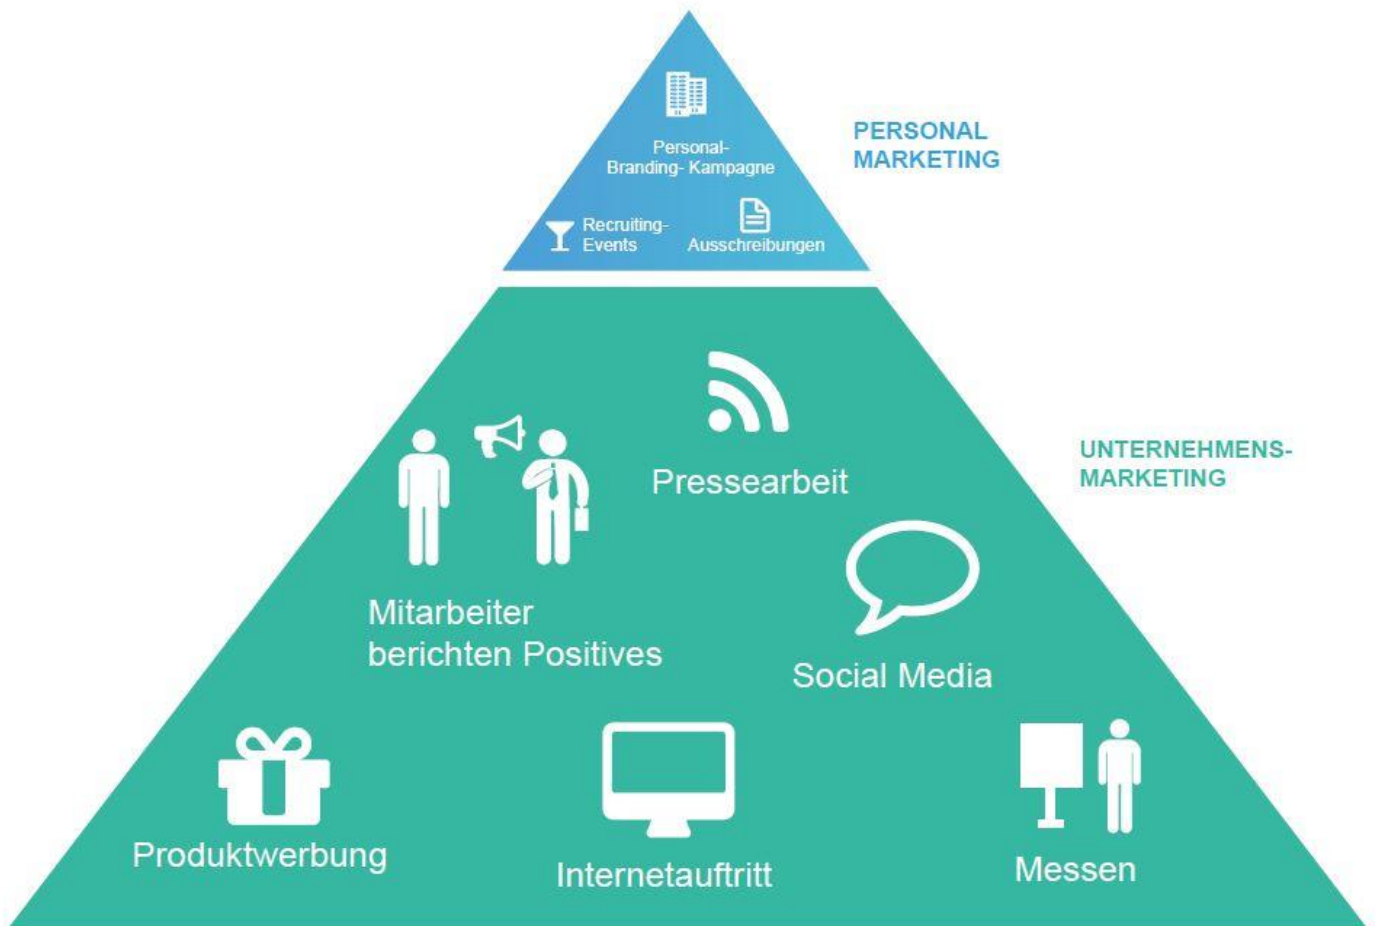 Personal-
Branding- Kampagne
Recruiting-
Events
Ausschreibungen
PERSONAL
MARKETING
Pressearbeit
UNTERNEHMENS-
MARKETING
Mitarbeiter
berichten Positives
Social Media
Produktwerbung
Internetauftritt
Messen